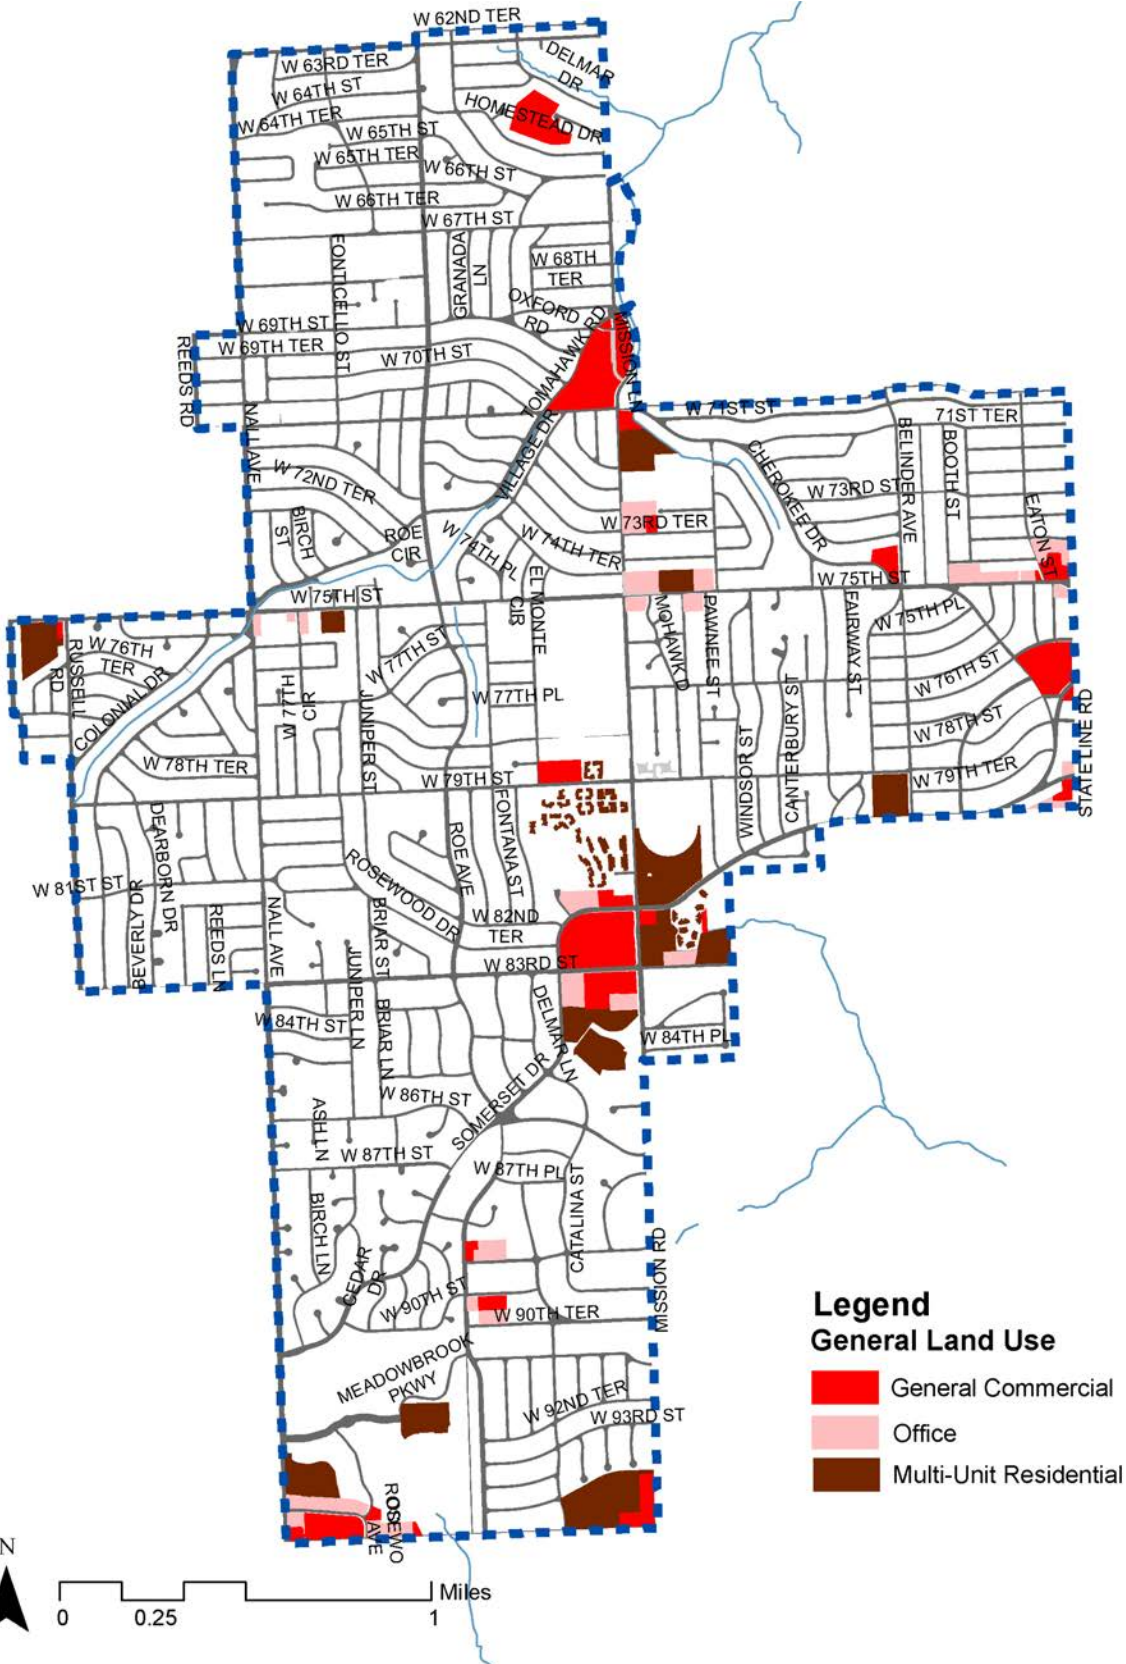 W 62ND TER
DELMAR
DR
W 63RD TER
W 64TH ST
HOMESTEAD DR
W 64TH TER
W 65TH ST
W 65TH TER
W 66TH ST
W 66TH TER
W 67TH ST
FONTICELLO ST
GRANADA
LN
W 68TH
TER
OXFORD
RD
TOMAHAWK RD
MISSION LN
W 69TH ST
W 69TH TER
REEDS RD
W 70TH ST
NALL AVE
W 71ST ST
71ST TER
VILLAGE DR
W 72ND TER
CHEROKEE DR
BELINDER AVE
BOOTH ST
W 73RD ST
EATON ST
BIRCH
ST
ROE
CIR
W 74TH PL
W 74TH TER
W 73RD TER
W 75TH ST
W 75TH ST
EL MONTE
CIR
MOHAWK D
PAWNEE ST
FAIRWAY ST
W 75TH PL
W 76TH
TER
RUSSELL
RD
COLONIAL DR
W 77TH ST
W 76TH ST
W 77TH
CIR
JUNIPER ST
W 77TH PL
WINDSOR ST
CANTERBURY ST
W 78TH ST
STATE LINE RD
W 78TH TER
W 79TH ST
W 79TH TER
DEARBORN DR
ROE AVE
FONTANA ST
ROSEWOOD DR
W 81ST ST
BEVERLY DR
REEDS LN
NALL AVE
BRIAR ST
W 82ND
TER
W 83RD ST
JUNIPER LN
BRIAR LN
DELMAR LN
W 84TH ST
W 84TH PL
SOMERSET DR
W 86TH ST
ASH LN
W 87TH ST
W 87TH PL
CATALINA ST
BIRCH LN
CEDAR
DR
MISSION RD
W 90TH ST
W 90TH TER
MEADOWBROOK
PKWY
W 92ND TER
W 93RD ST
ROSEWO
AVE
Legend
General Land Use
General Commercial
Office
Multi-Unit Residential
N
Miles
0
0.25
1